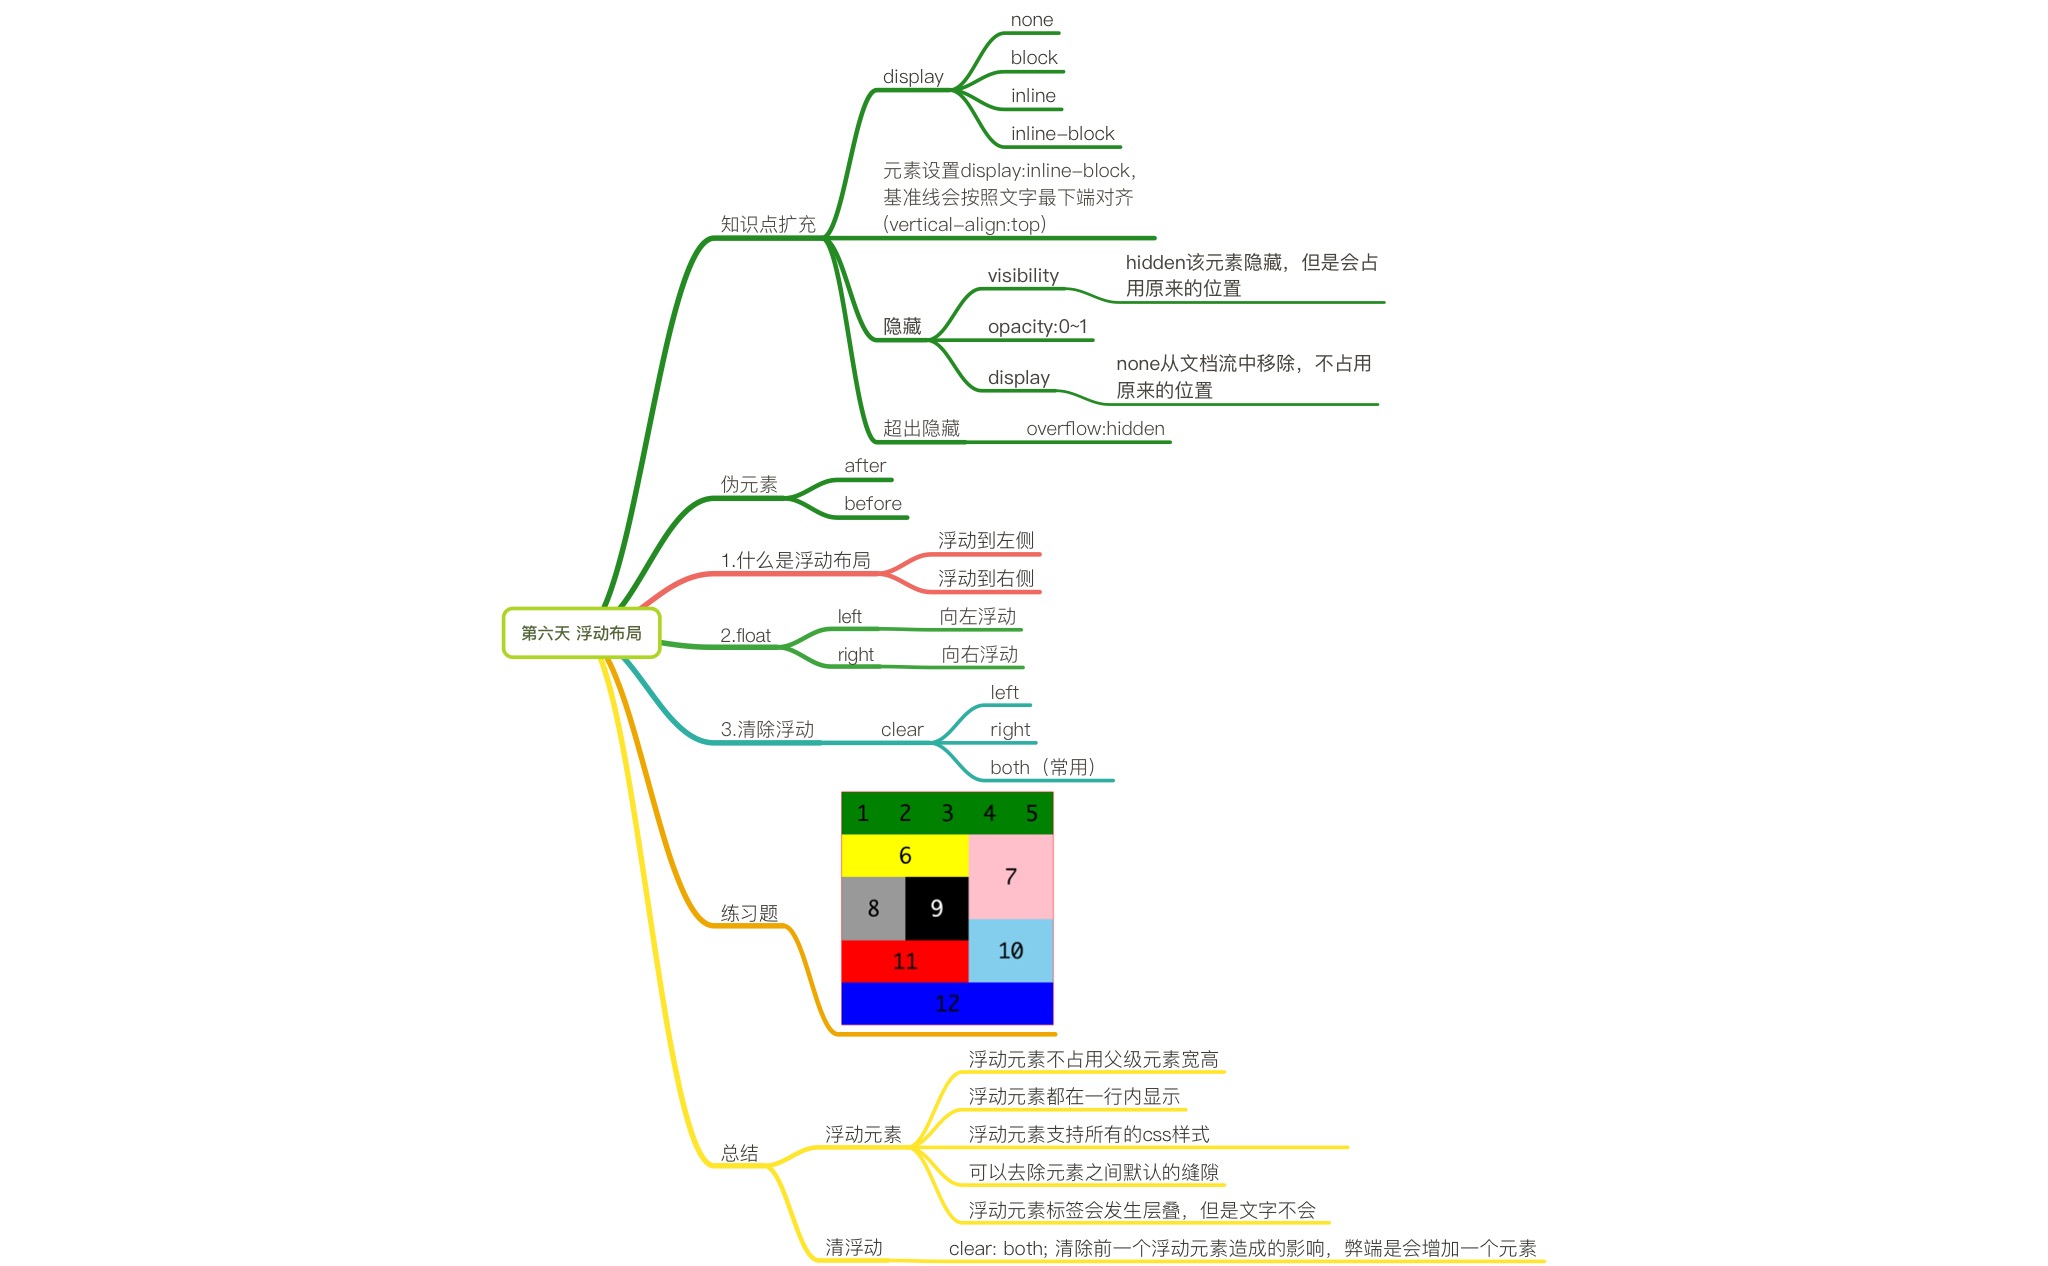 none
block
display
inline
inline-block
元素设置display:inline-block,
基准线会按照文字最下端对齐
(vertical-align:top)
知识点扩充
hidden该元素隐藏，但是会占
用原来的位置
visibility
隐藏
opacity:0~1
none从文档流中移除，不占用
原来的位置
display
超出隐藏
overflow:hidden
伪元素
after
before
1.什么是浮动布局
浮动到左侧
浮动到右侧
第六天 浮动布局
2.float
left
向左浮动
right
向右浮动
3.清除浮动
clear
left
right
both（常用）
练习题
1 2 3 4 5
6
7
8
9
10
11
12
总结
浮动元素
浮动元素不占用父级元素宽高
浮动元素都在一行内显示
浮动元素支持所有的css样式
可以去除元素之间默认的缝隙
浮动元素标签会发生层叠，但是文字不会
清浮动
clear: both; 清除前一个浮动元素造成的影响，弊端是会增加一个元素